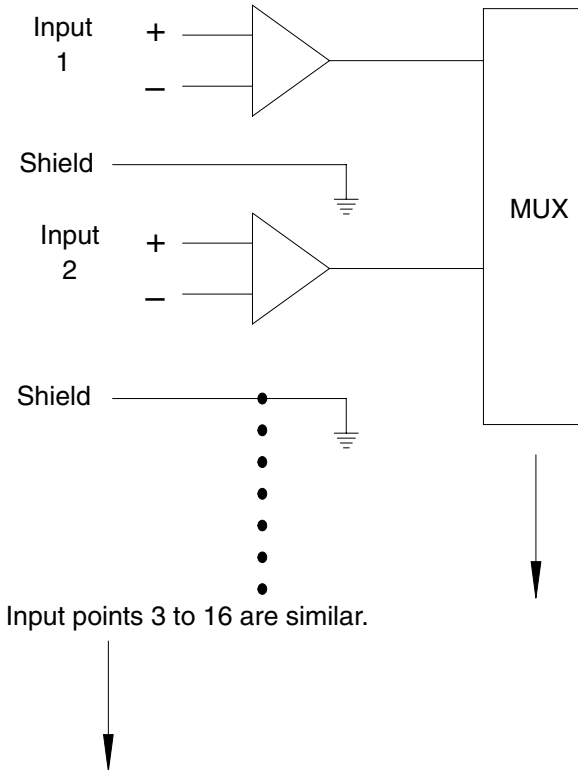 Input
1
+
–
Shield
MUX
Input
2
+
–
Shield
Input points 3 to 16 are similar.